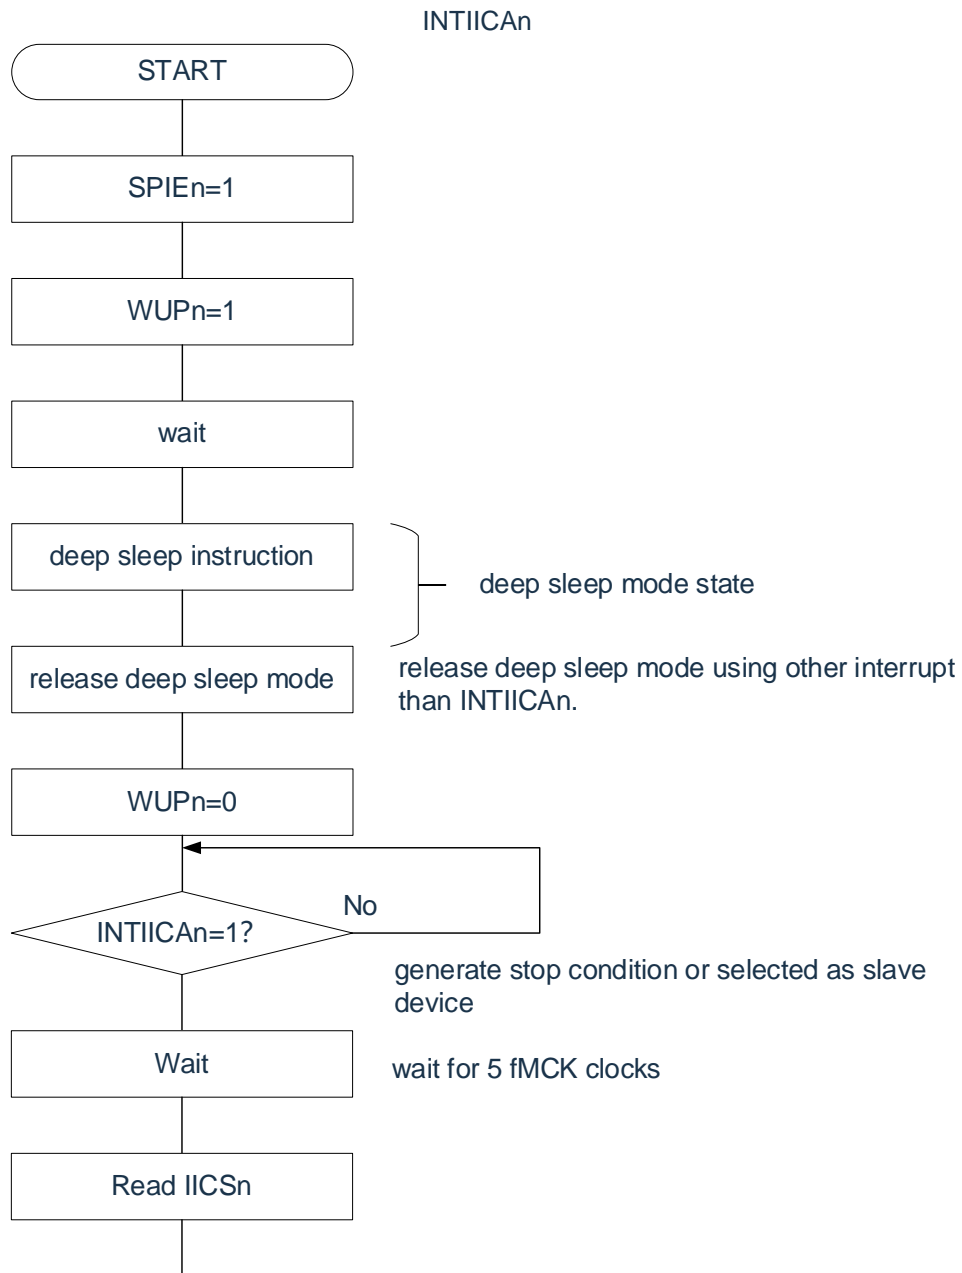 INTIICAn
START
SPIEn=1
WUPn=1
wait
deep sleep instruction
deep sleep mode state
release deep sleep mode
release deep sleep mode using other interrupt
than INTIICAn.
WUPn=0
No
INTIICAn=1?
generate stop condition or selected as slave
device
Wait
wait for 5 fMCK clocks
Read IICSn